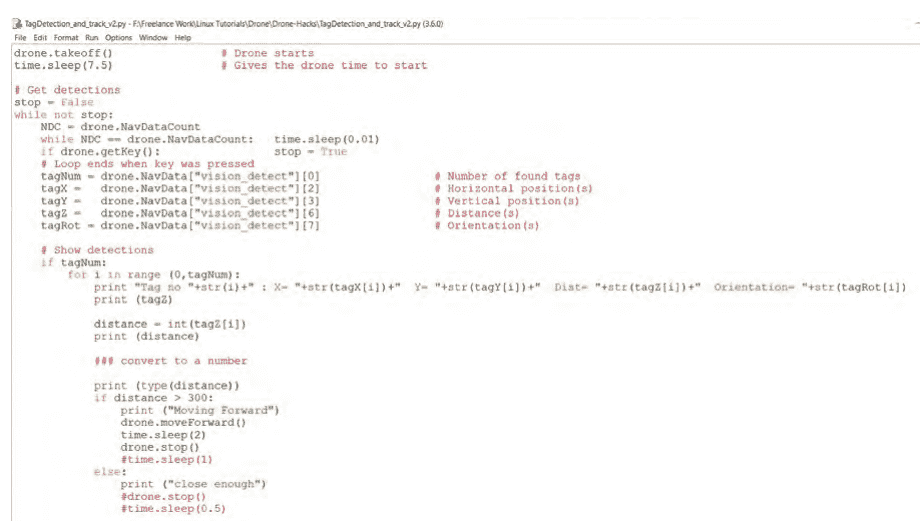 TagDetection_and_track_v2.py - F:\Freelance Work\Linux Tutorials\Drone\Drone-Hacks\TagDetection_and_track_v2.py (3.6.0)
File Edit Format Run Options Window Help
drone.takeoff() # Drone starts
time.sleep(7.5) # Gives the drone time to start
# Get detections
stop = False
while not stop:
NDC = drone.NavDataCount
while NDC == drone.NavDataCount: time.sleep(0.01)
if drone.getKey(): stop = True
# Loop ends when key was pressed
tagNum = drone.NavData["vision_detect"][0] # Number of found tags
tagX = drone.NavData["vision_detect"][2] # Horizontal position(s)
tagY = drone.NavData["vision_detect"][3] # Vertical position(s)
tagZ = drone.NavData["vision_detect"][6] # Distance(s)
tagRot = drone.NavData["vision_detect"][7] # Orientation(s)
# Show detections
if tagNum:
for i in range (0,tagNum):
print "Tag no "+str(i)+" : X= "+str(tagX[i])+" Y= "+str(tagY[i])+" Dist= "+str(tagZ[i])+" Orientation= "+str(tagRot[i])
print (tagZ)
distance = int(tagZ[i])
print (distance)
### convert to a number
print (type(distance))
if distance > 300:
print ("Moving Forward")
drone.moveForward()
time.sleep(2)
drone.stop()
#time.sleep(1)
else:
print ("close enough")
#drone.stop()
#time.sleep(0.5)